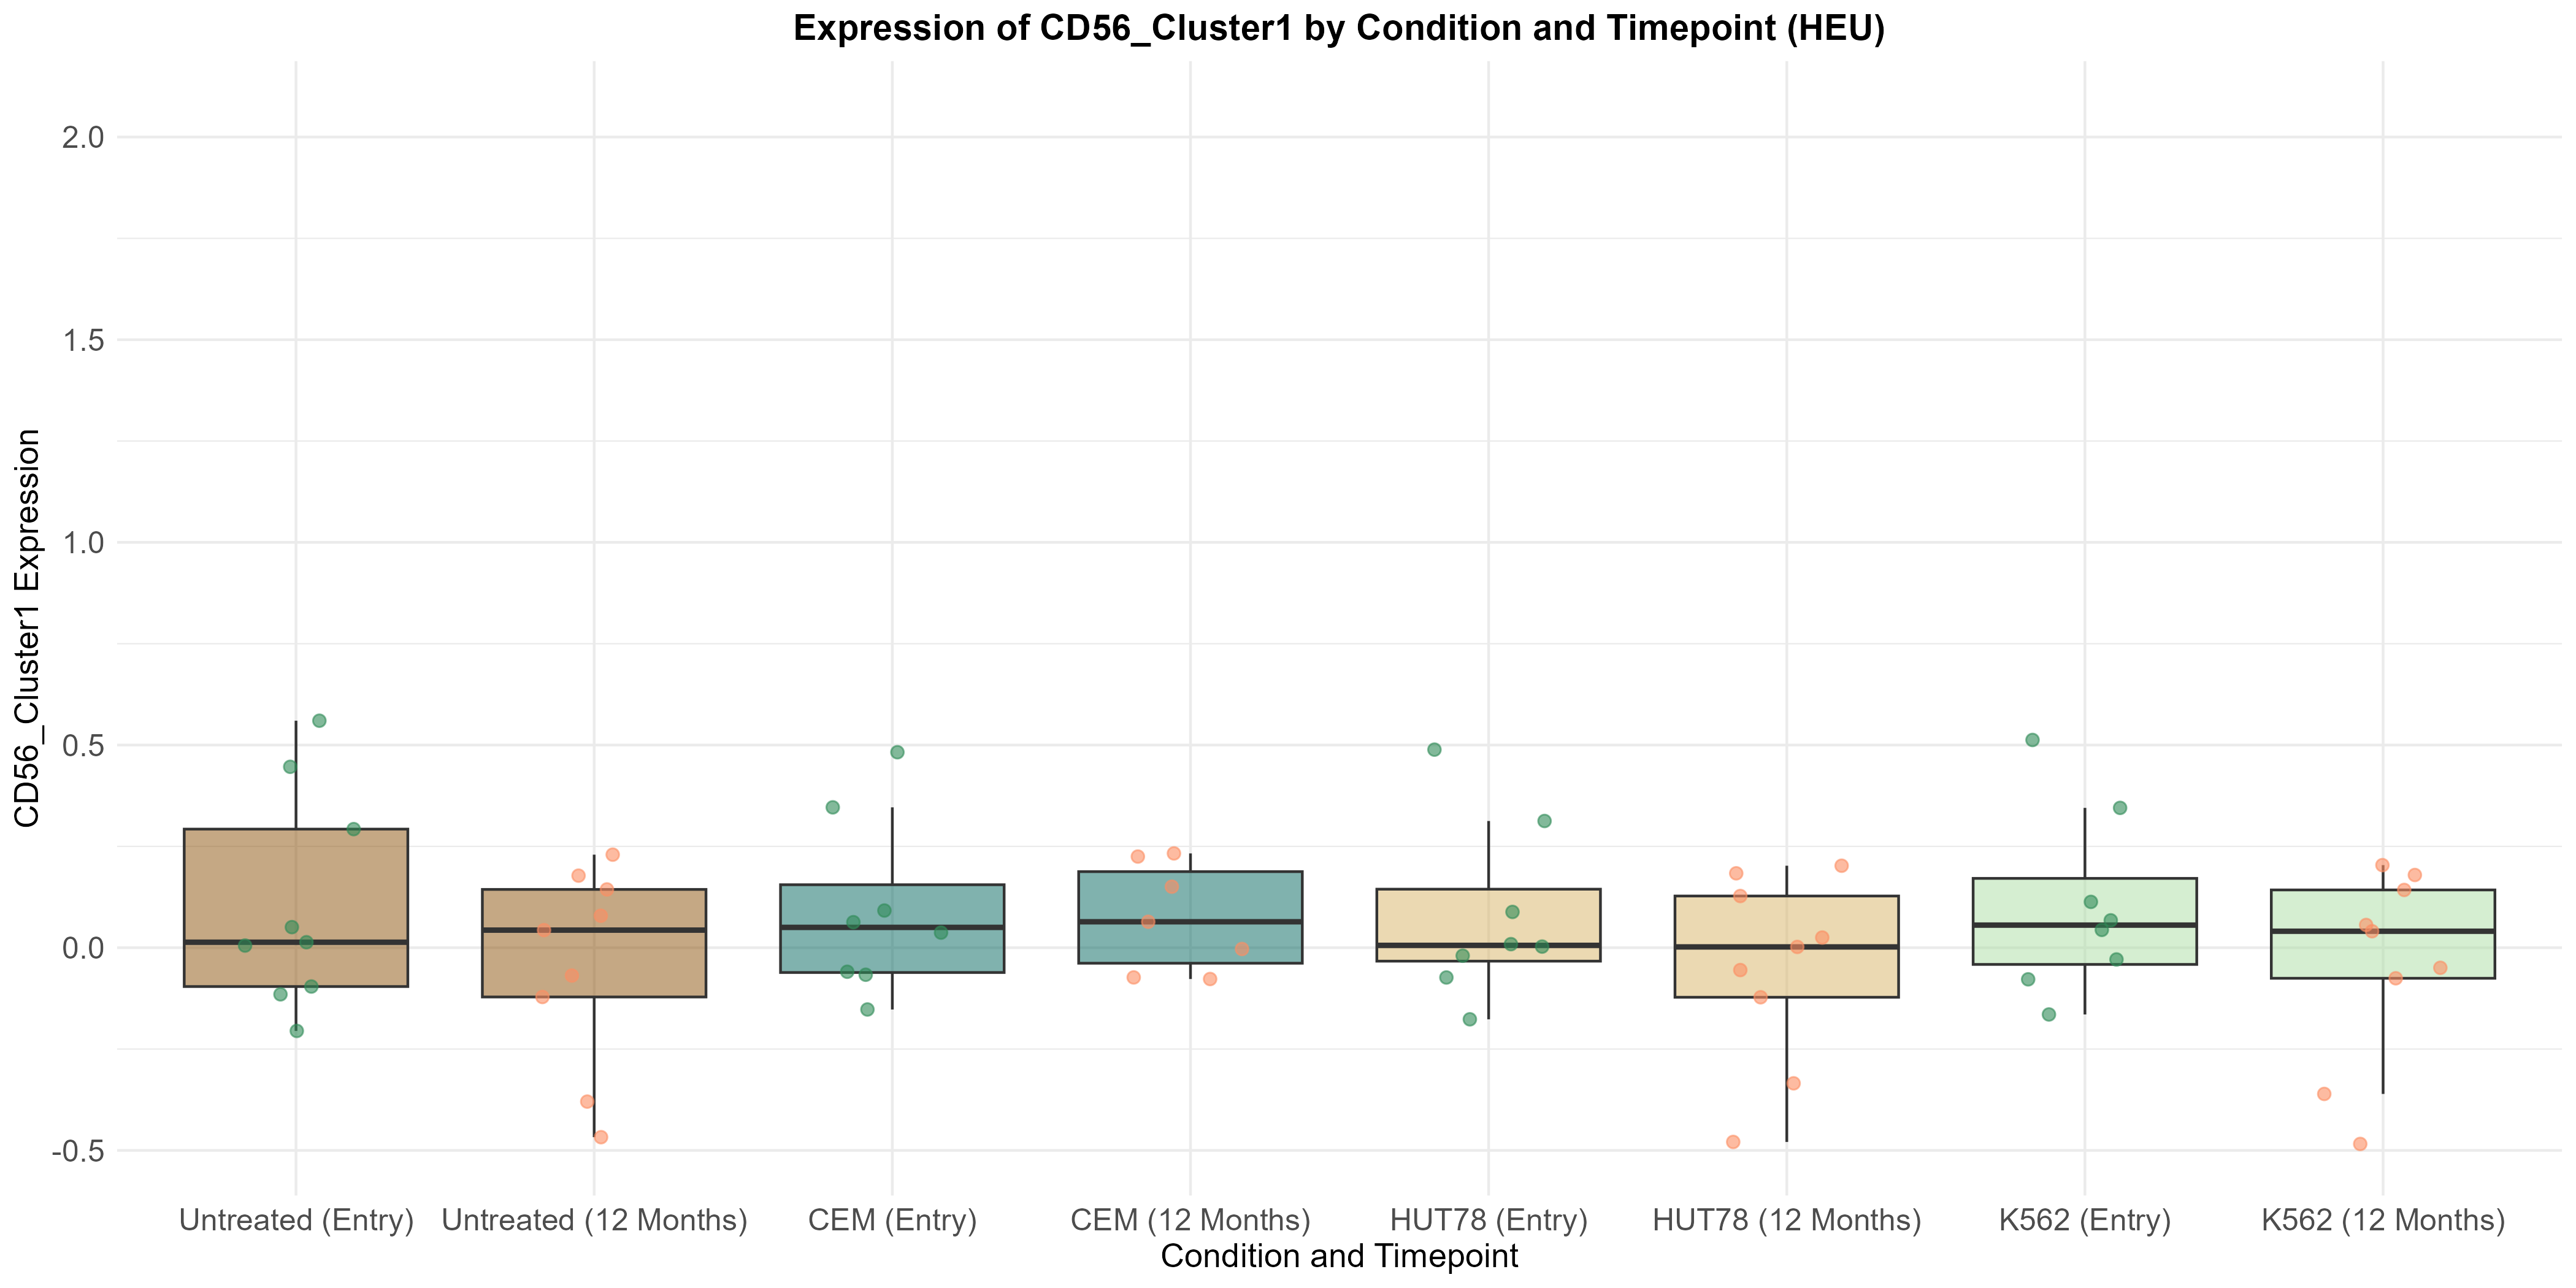 Expression of CD56_Cluster1 by Condition and Timepoint (HEU)
CD56_Cluster1 Expression
2.0
1.5
1.0
0.5
0.0
-0.5
Untreated (Entry) Untreated (12 Months) CEM (Entry) CEM (12 Months) HUT78 (Entry) HUT78 (12 Months) K562 (Entry) K562 (12 Months)
Condition and Timepoint